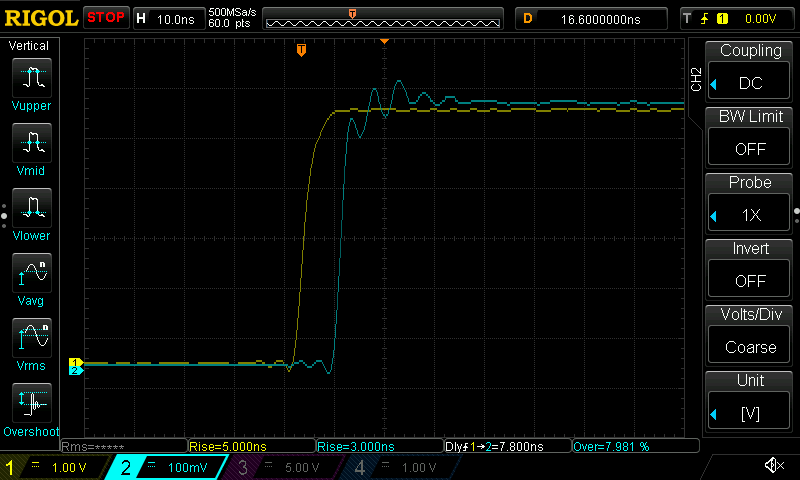 RIGOL STOP H 10.0ns 500MSa/s 60.0 pts T D 16.6000000ns T 1 0.00V
Vertical
Vupper
Vmid
Vlower
n
Vavg
n
Vrms
Overshoot
T
1
2
CH2
Coupling
DC
BW Limit
OFF
Probe
1X
Invert
OFF
Volts/Div
Coarse
Unit
[V]
Rms=***** Rise=5.000ns Rise=3.000ns Dly1→2=7.800ns Over=7.981 %
1 1.00 V 2 100mV 3 5.00 V 4 1.00 V